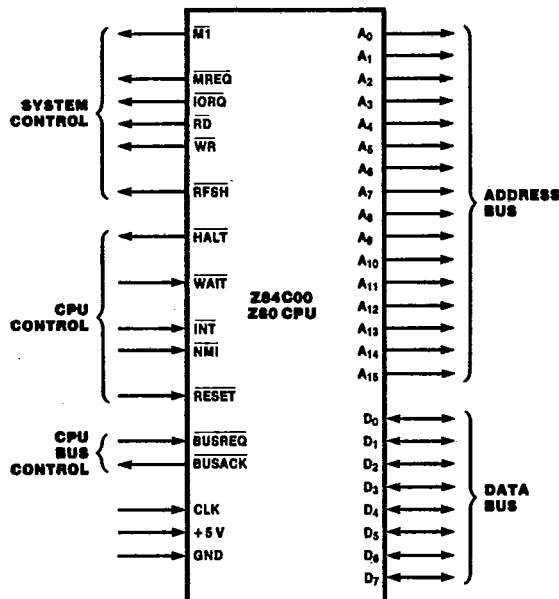 SYSTEM
CONTROL
M1
MREQ
IORQ
RD
WR
RFSH
CPU
CONTROL
HALT
WAIT
INT
NMI
RESET
CPU
BUS
CONTROL
BUSREQ
BUSACK
CLK
+5 V
GND
Z84C00
Z80 CPU
A0
A1
A2
A3
A4
A5
A6
A7
A8
A9
A10
A11
A12
A13
A14
A15
ADDRESS
BUS
D0
D1
D2
D3
D4
D5
D6
D7
DATA
BUS